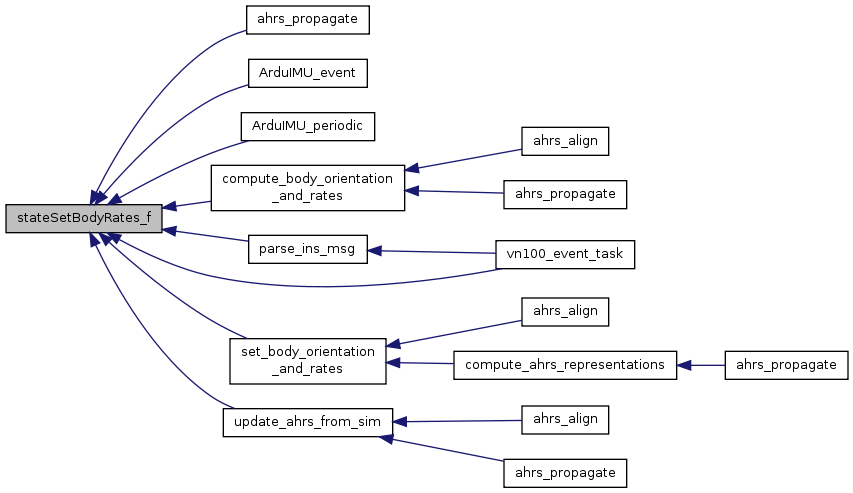 ahrs_propagate
ArduIMU_event
ArduIMU_periodic
ahrs_align
compute_body_orientation
_and_rates
ahrs_propagate
stateSetBodyRates_f
parse_ins_msg
vn100_event_task
ahrs_align
set_body_orientation
_and_rates
compute_ahrs_representations
ahrs_propagate
update_ahrs_from_sim
ahrs_align
ahrs_propagate